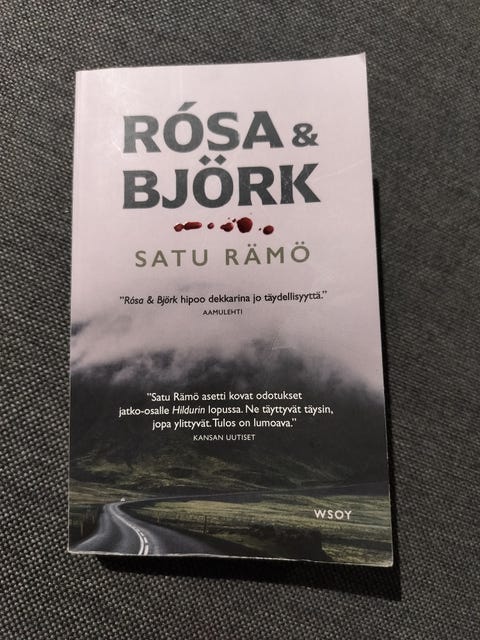 RÓSA &
BJÖRK
SATU RÄMÖ
"Rósa & Björk hipoo dekkarina jo täydellisyyttä."
AAMULEHTI
"Satu Rämö asetti kovat odotukset
jatko-osalle Hildurin lopussa. Ne täyttyvät täysin,
jopa ylittyvät. Tulos on lumoava."
KANSAN UUTISET
WSOY